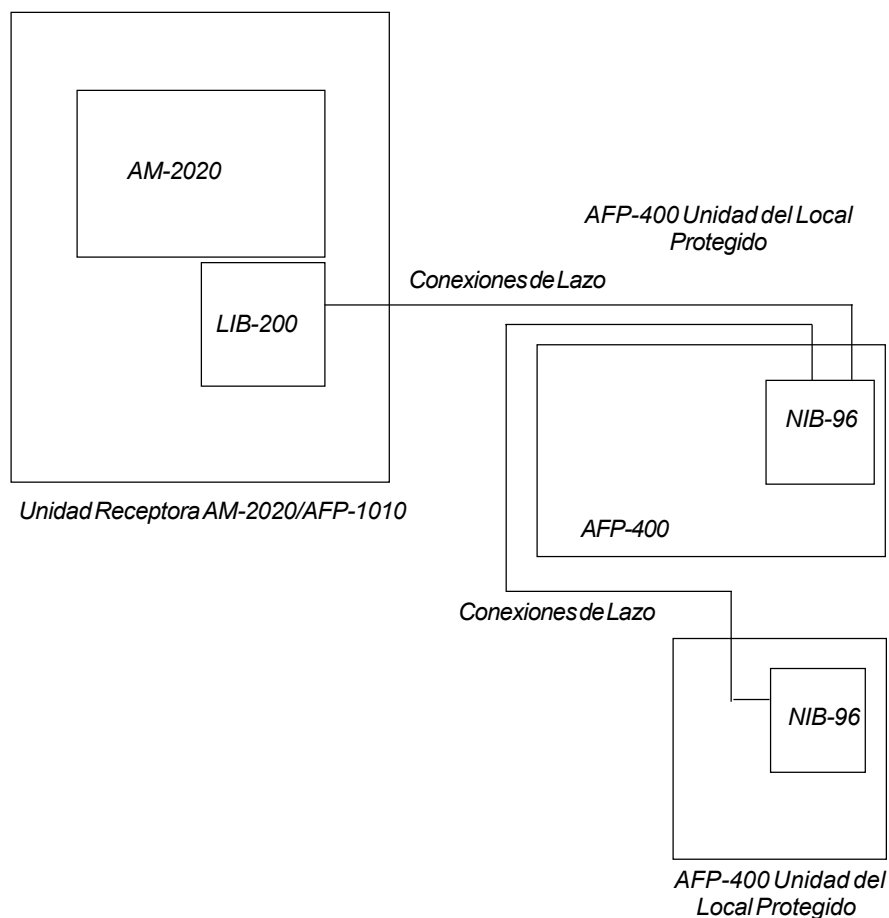 AM-2020
AFP-400 Unidad del Local
Protegido
Conexiones de Lazo
LIB-200
NIB-96
Unidad Receptora AM-2020/AFP-1010
AFP-400
Conexiones de Lazo
NIB-96
AFP-400 Unidad del
Local Protegido